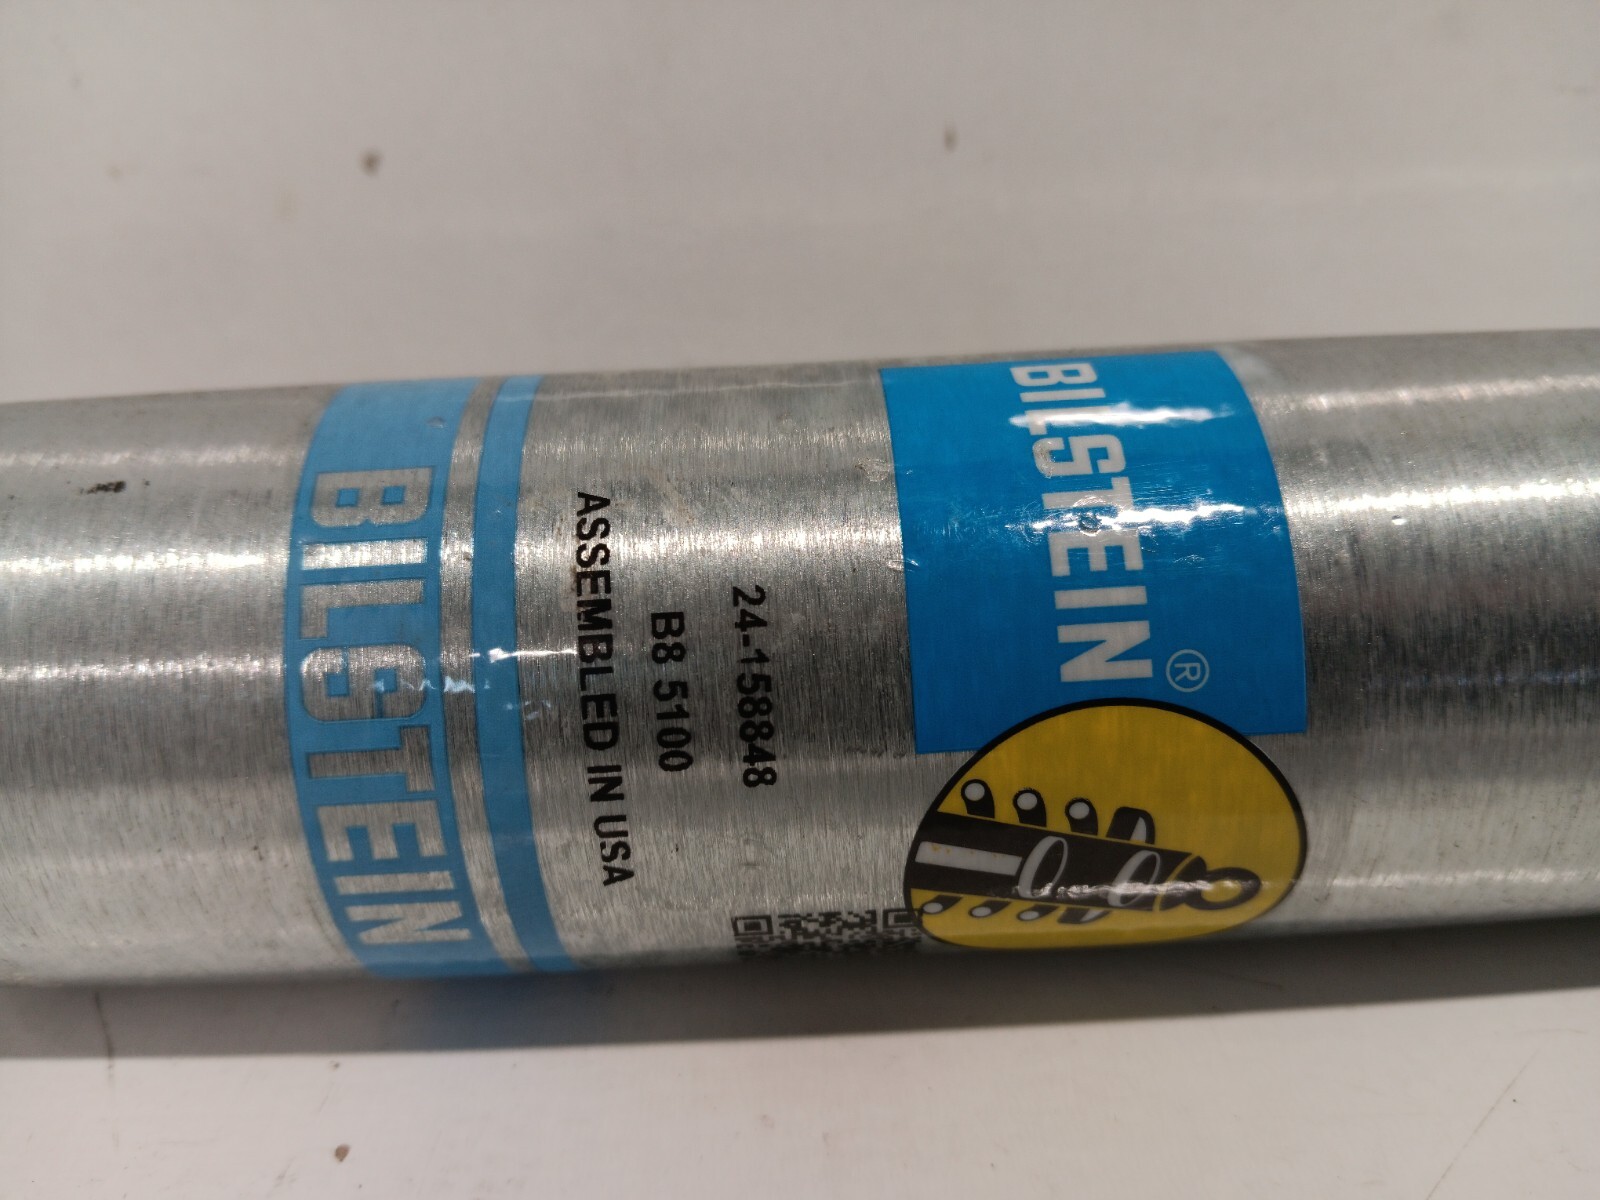 BILSTEIN®
24-158848
B8 5100
ASSEMBLED IN USA
BILSTEIN